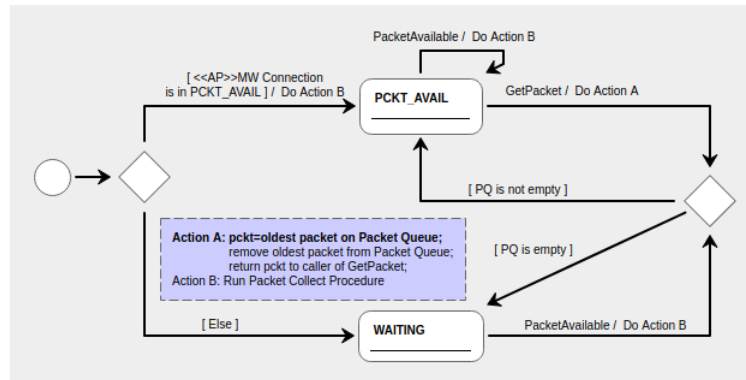 PacketAvailable / Do Action B
[ <<AP>>MW Connection
is in PCKT_AVAIL ] / Do Action B
PCKT_AVAIL
GetPacket / Do Action A
[ PQ is not empty ]
Action A: pckt=oldest packet on Packet Queue;
remove oldest packet from Packet Queue;
return pckt to caller of GetPacket;
Action B: Run Packet Collect Procedure
[ PQ is empty ]
[ Else ]
WAITING
PacketAvailable / Do Action B